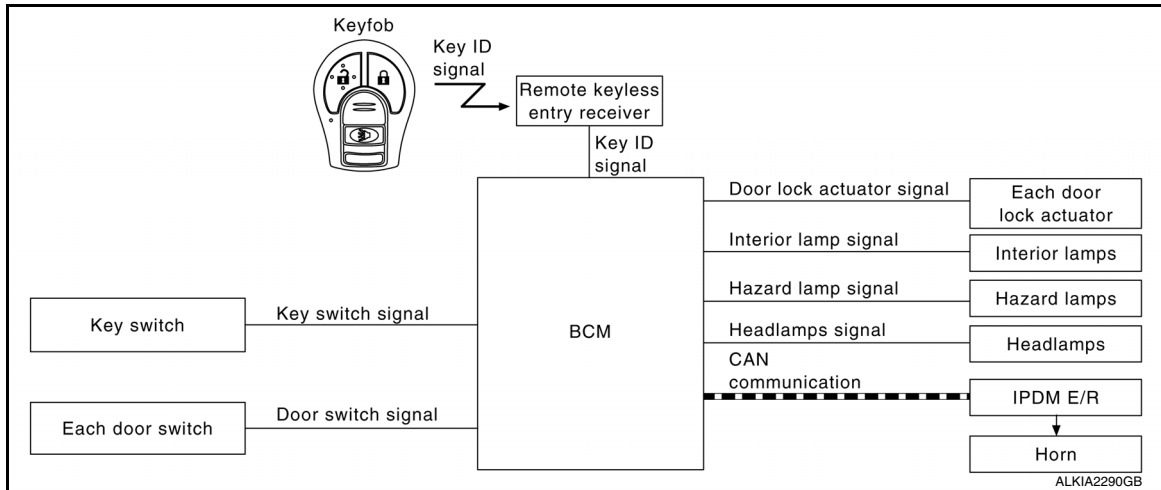 Keyfob
Key ID
signal
Remote keyless
entry receiver
Key ID
signal
Door lock actuator signal
Each door
lock actuator
Interior lamp signal
Interior lamps
Hazard lamp signal
Hazard lamps
Key switch
Key switch signal
BCM
Headlamps signal
Headlamps
CAN
communication
IPDM E/R
Each door switch
Door switch signal
Horn
ALKIA2290GB